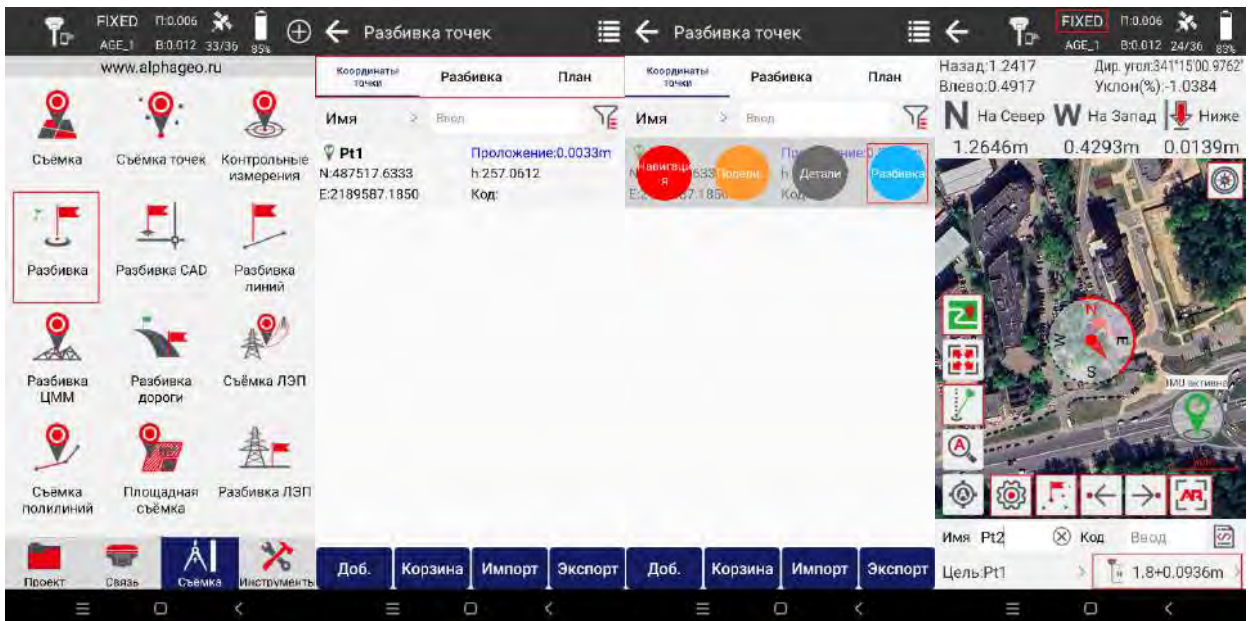 FIXED П:0.006
AGE_1 B:0.012 33/36 85%
www.alphageo.ru
Съёмка
Съёмка точек
Контрольные измерения
Разбивка
Разбивка CAD
Разбивка линий
Разбивка ЦММ
Разбивка дороги
Съёмка ЛЭП
Съёмка полилиний
Площадная съёмка
Разбивка ЛЭП
Проект
Связь
Съёмка
Инструменты
Разбивка точек
Координаты точки
Разбивка
План
Имя > Ввод
Pt1 Проложение:0.0033m
N:487517.6333 h:257.0612
E:2189587.1850 Код:
Доб. Корзина Импорт Экспорт
Разбивка точек
Координаты точки
Разбивка
План
Имя > Ввод
Навигация
Детали
Разбивка
Доб. Корзина Импорт Экспорт
FIXED П:0.006
AGE_1 B:0.012 24/36 83%
Назад:1.2417 Дир. угол:341°15'00.9762"
Влево:0.4917 Уклон(%):-1.0384
N На Север W На Запад Ниже
1.2646m 0.4293m 0.0139m
N
W E
S
IMU активна
AR
Имя Pt2 Код Ввод
Цель:Pt1 > 1.8+0.0936m >